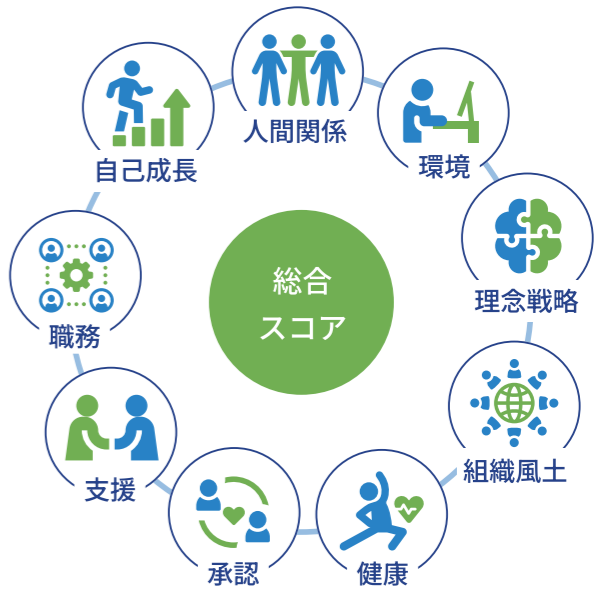 人間関係
環境
理念戦略
組織風土
健康
承認
支援
職務
自己成長
総合
スコア